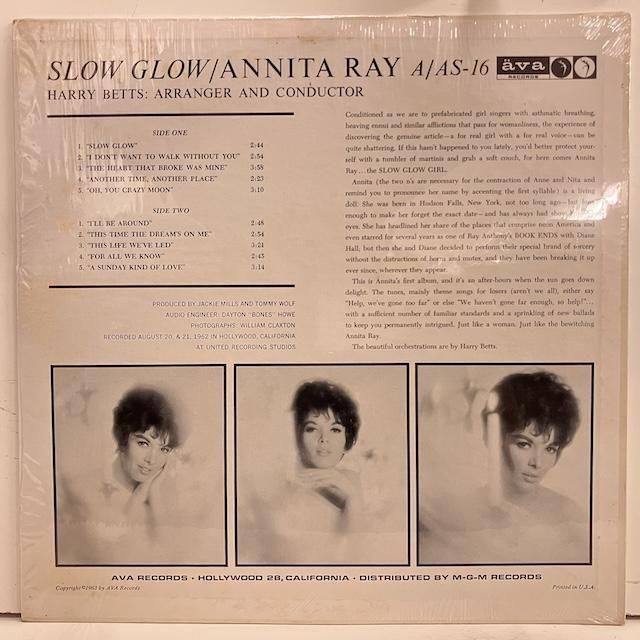 SLOW GLOW/ANNITA RAY A/AS-16
äva
RECORDS
HARRY BETTS: ARRANGER AND CONDUCTOR
SIDE ONE
1. "SLOW GLOW" 2:44
2. "I DON'T WANT TO WALK WITHOUT YOU" 2:54
3. "THE HEART THAT BROKE WAS MINE" 3:58
4. "ANOTHER TIME, ANOTHER PLACE" 2:23
5. "OH, YOU CRAZY MOON" 3:10
SIDE TWO
1. "I'LL BE AROUND" 2:48
2. "THIS TIME THE DREAM'S ON ME" 2:54
3. "THIS LIFE WE'VE LED" 3:21
4. "FOR ALL WE KNOW" 2:45
5. "A SUNDAY KIND OF LOVE" 3:14
PRODUCED BY JACKIE MILLS AND TOMMY WOLF
AUDIO ENGINEER: DAYTON "BONES" HOWE
PHOTOGRAPHS: WILLIAM CLAXTON
RECORDED AUGUST 20, & 21, 1962 IN HOLLYWOOD, CALIFORNIA
AT UNITED RECORDING STUDIOS
Conditioned as we are to prefabricated girl singers with asthmatic breathing,
heaving ennui and similar afflictions that pass for womanliness, the experience of
discovering the genuine article—a for real girl with a for real voice—can be
quite shattering. If this hasn't happened to you lately, you'd better protect your-
self with a tumbler of martinis and grab a soft couch, for here comes Annita
Ray...the SLOW GLOW GIRL.
Annita (the two n's are necessary for the contraction of Anne and Nita and
remind you to pronounce her name by accenting the first syllable) is a living
doll. She was born in Hudson Falls, New York, not too long ago—but long
enough to make her forget the exact date—and has always had show
eyes. She has headlined her share of the places that comprise neon America and
even starred for several years as one of Ray Anthony's BOOK ENDS with Diane
Hall; but then she and Diane decided to perform their special brand of sorcery
without the distractions of horns and mutes, and they have been breaking it up
ever since, wherever they appear.
This is Annita's first album, and it's an after-hours when the sun goes down
delight. The tunes, mainly theme songs for losers (aren't we all), either say
"Help, we've gone too far" or else "We haven't gone far enough, so help!"...
with a sufficient number of familiar standards and a sprinkling of new ballads
to keep you permanently intrigued. Just like a woman. Just like the bewitching
Annita Ray.
The beautiful orchestrations are by Harry Betts.
AVA RECORDS • HOLLYWOOD 28, CALIFORNIA • DISTRIBUTED BY M-G-M RECORDS
Copyright ©1963 by AVA Records
Printed in U.S.A.